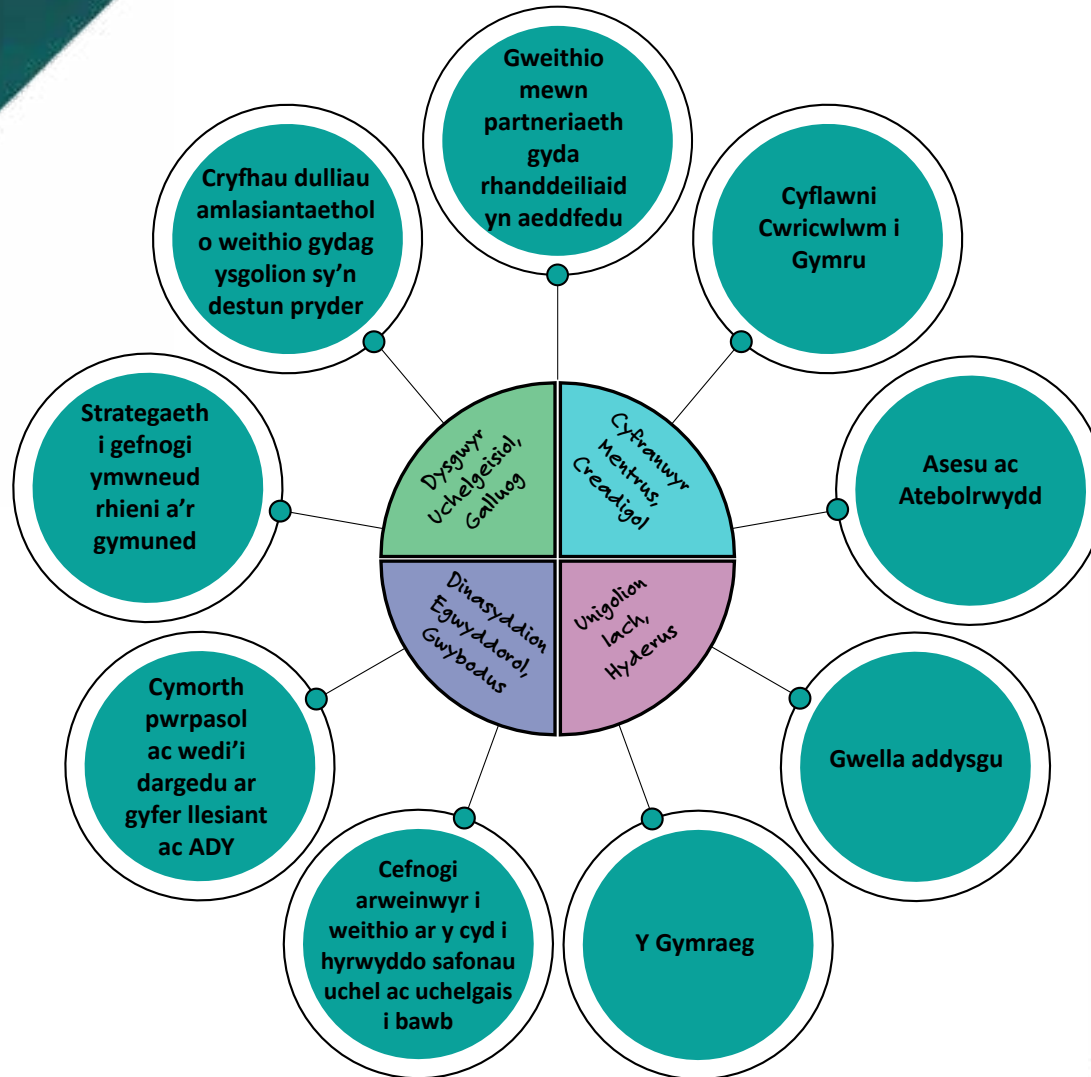 Gweithio
mewn
partneriaeth
gyda
rhanddeiliaid
yn aeddfedu
Cyflawni
Cwricwlwm i
Gymru
Asesu ac
Atebolrwydd
Gwella addysgu
Y Gymraeg
Cefnogi
arweinwyr i
weithio ar y cyd i
hyrwyddo safonau
uchel ac uchelgais
i bawb
Cymorth
pwrpasol
ac wedi’i
dargedu ar
gyfer llesiant
ac ADY
Strategaeth
i gefnogi
ymwneud
rhieni a’r
gymuned
Cryfhau dulliau
amlasiantaethol
o weithio gydag
ysgolion sy’n
destun pryder
Dysgwyr
Uchelgeisiol,
Galluog
Cyfranwyr
Mentrus,
Creadigol
Dinasyddion
Egwyddorol,
Gwybodus
Unigolion
Iach,
Hyderus